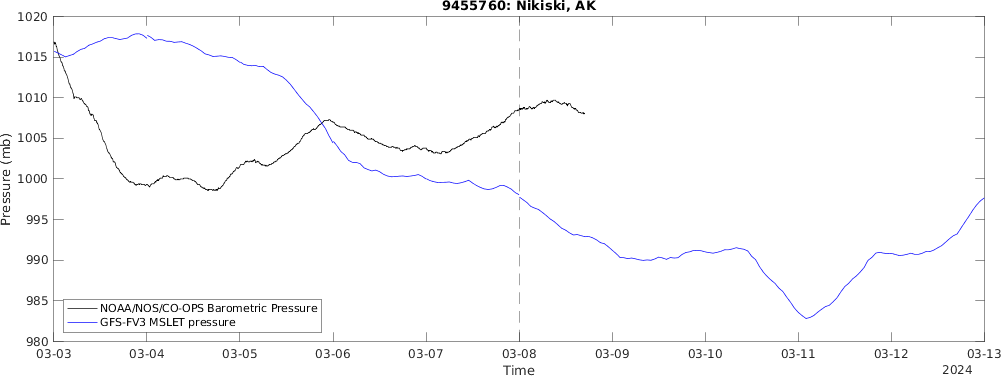 9455760: Nikiski, AK
1020
1015
1010
1005
1000
995
990
985
980
Pressure (mb)
NOAA/NOS/CO-OPS Barometric Pressure
GFS-FV3 MSLET pressure
03-03 03-04 03-05 03-06 03-07 03-08 03-09 03-10 03-11 03-12 03-13
Time
2024